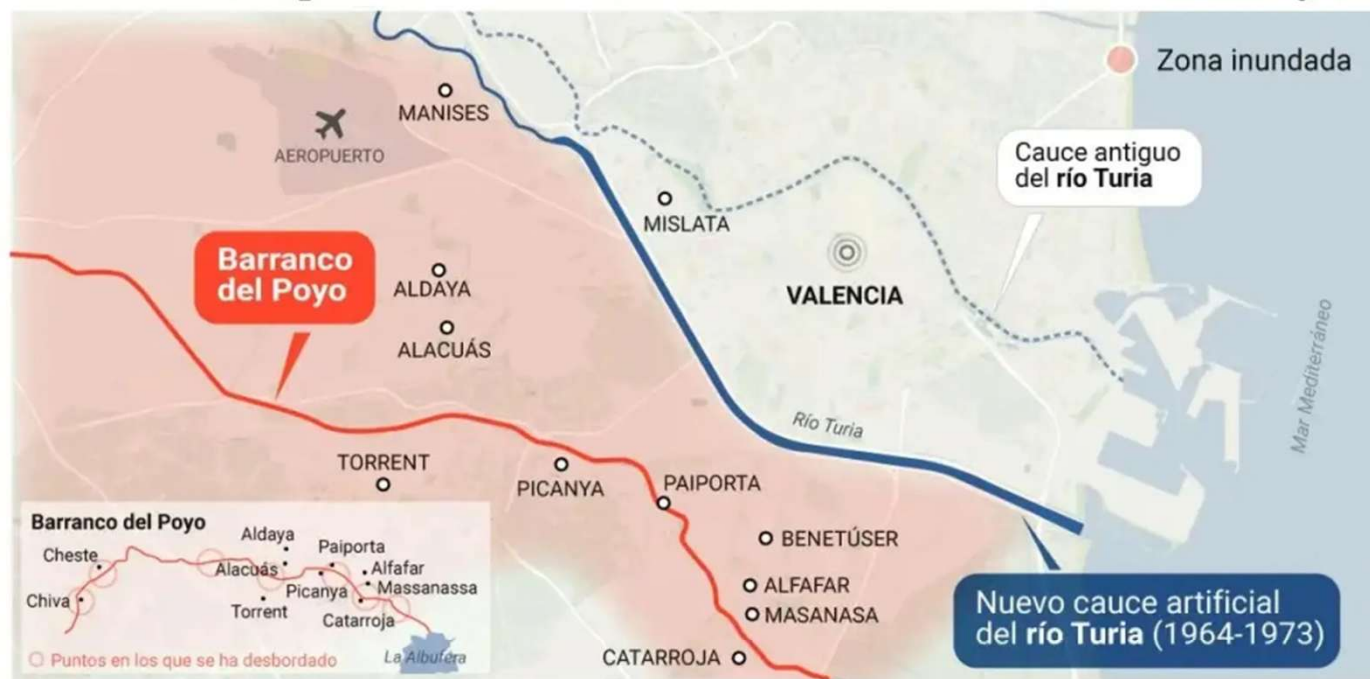 Zona inundada
MANISES
AEROPUERTO
Cauce antiguo
del río Turia
MISLATA
Barranco
del Poyo
ALDAYA
VALENCIA
ALACUÁS
Mar Mediterráneo
Río Turia
TORRENT
PICANYA
PAIPORTA
BENETÚSER
ALFAFAR
MASANASA
CATARROJA
Nuevo cauce artificial
del río Turia (1964-1973)
Barranco del Poyo
Aldaya
Cheste
Paiporta
Alacuás
Alfafar
Picanya
Massanassa
Chiva
Torrent
Catarroja
Puntos en los que se ha desbordado
La Albufera